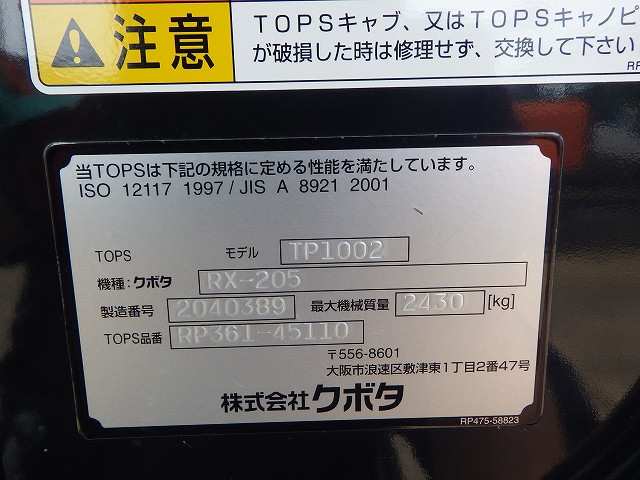 注意
TOPSキャブ、又はTOPSキャノピ
が破損した時は修理せず、交換して下さい
RP
当TOPSは下記の規格に定める性能を満たしています。
ISO 12117 1997/JIS A 8921 2001
TOPS モデル TP1002
機種:クボタ RX-205
製造番号 2040389 最大機械質量 2430 [kg]
TOPS品番 RP361-45110
〒556-8601
大阪市浪速区敷津東1丁目2番47号
株式会社クボタ
RP475-58823